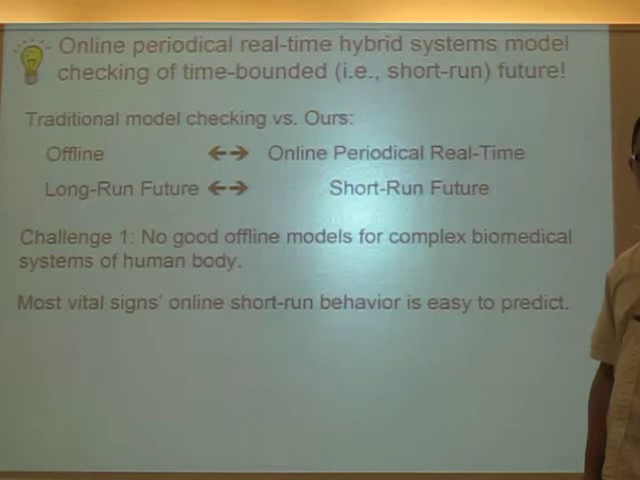 Online periodical real-time hybrid systems model
checking of time-bounded (i.e., short-run) future!
Traditional model checking vs. Ours:
Offline ↔ Online Periodical Real-Time
Long-Run Future ↔ Short-Run Future
Challenge 1: No good offline models for complex biomedical
systems of human body.
Most vital signs' online short-run behavior is easy to predict.